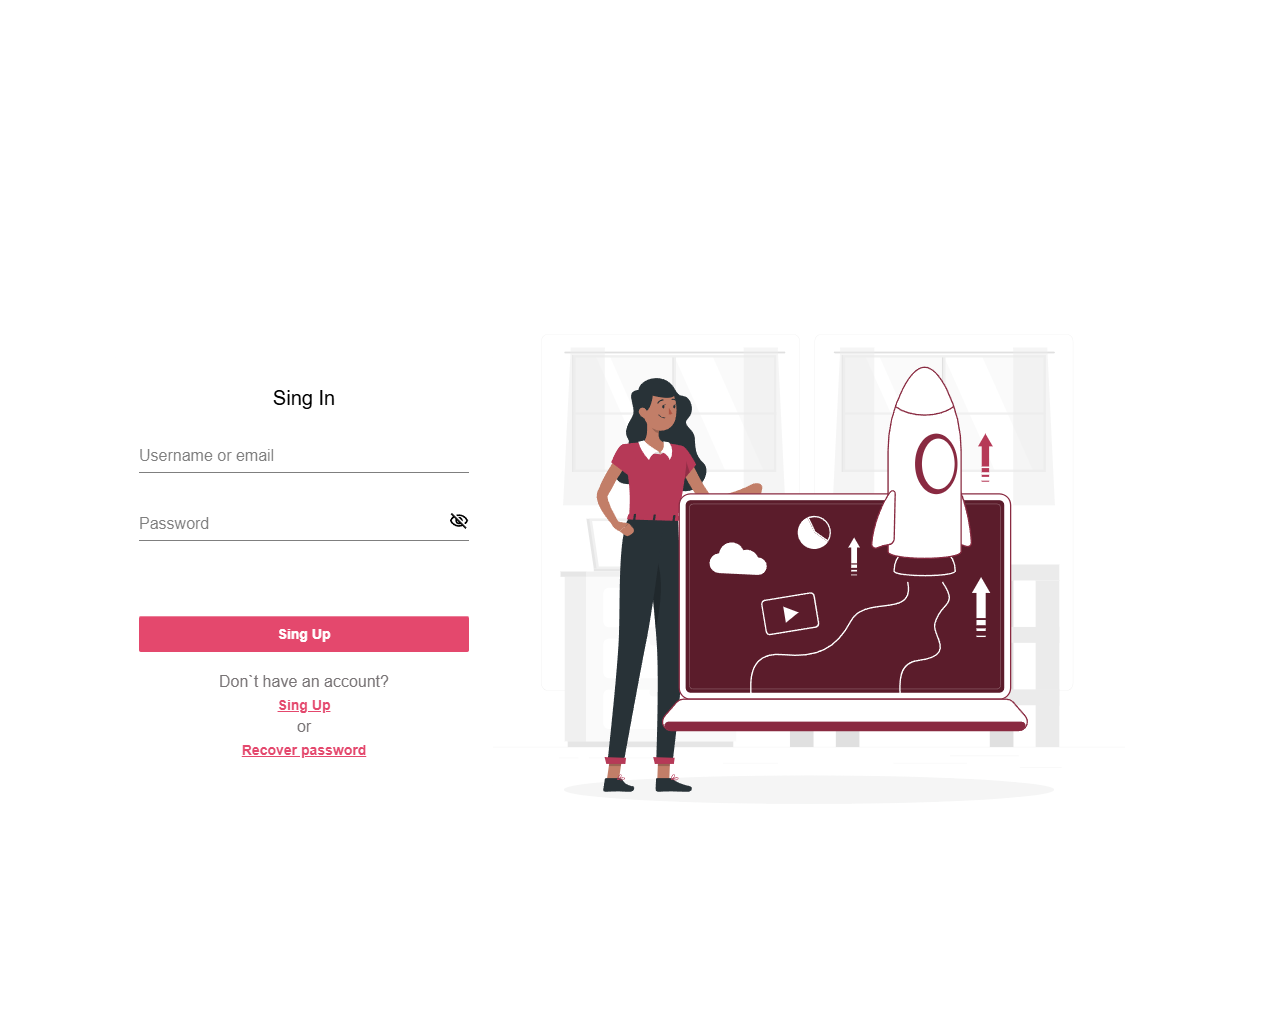 Sing In
Username or email
Password
Sing Up
Don`t have an account?
Sing Up
or
Recover password